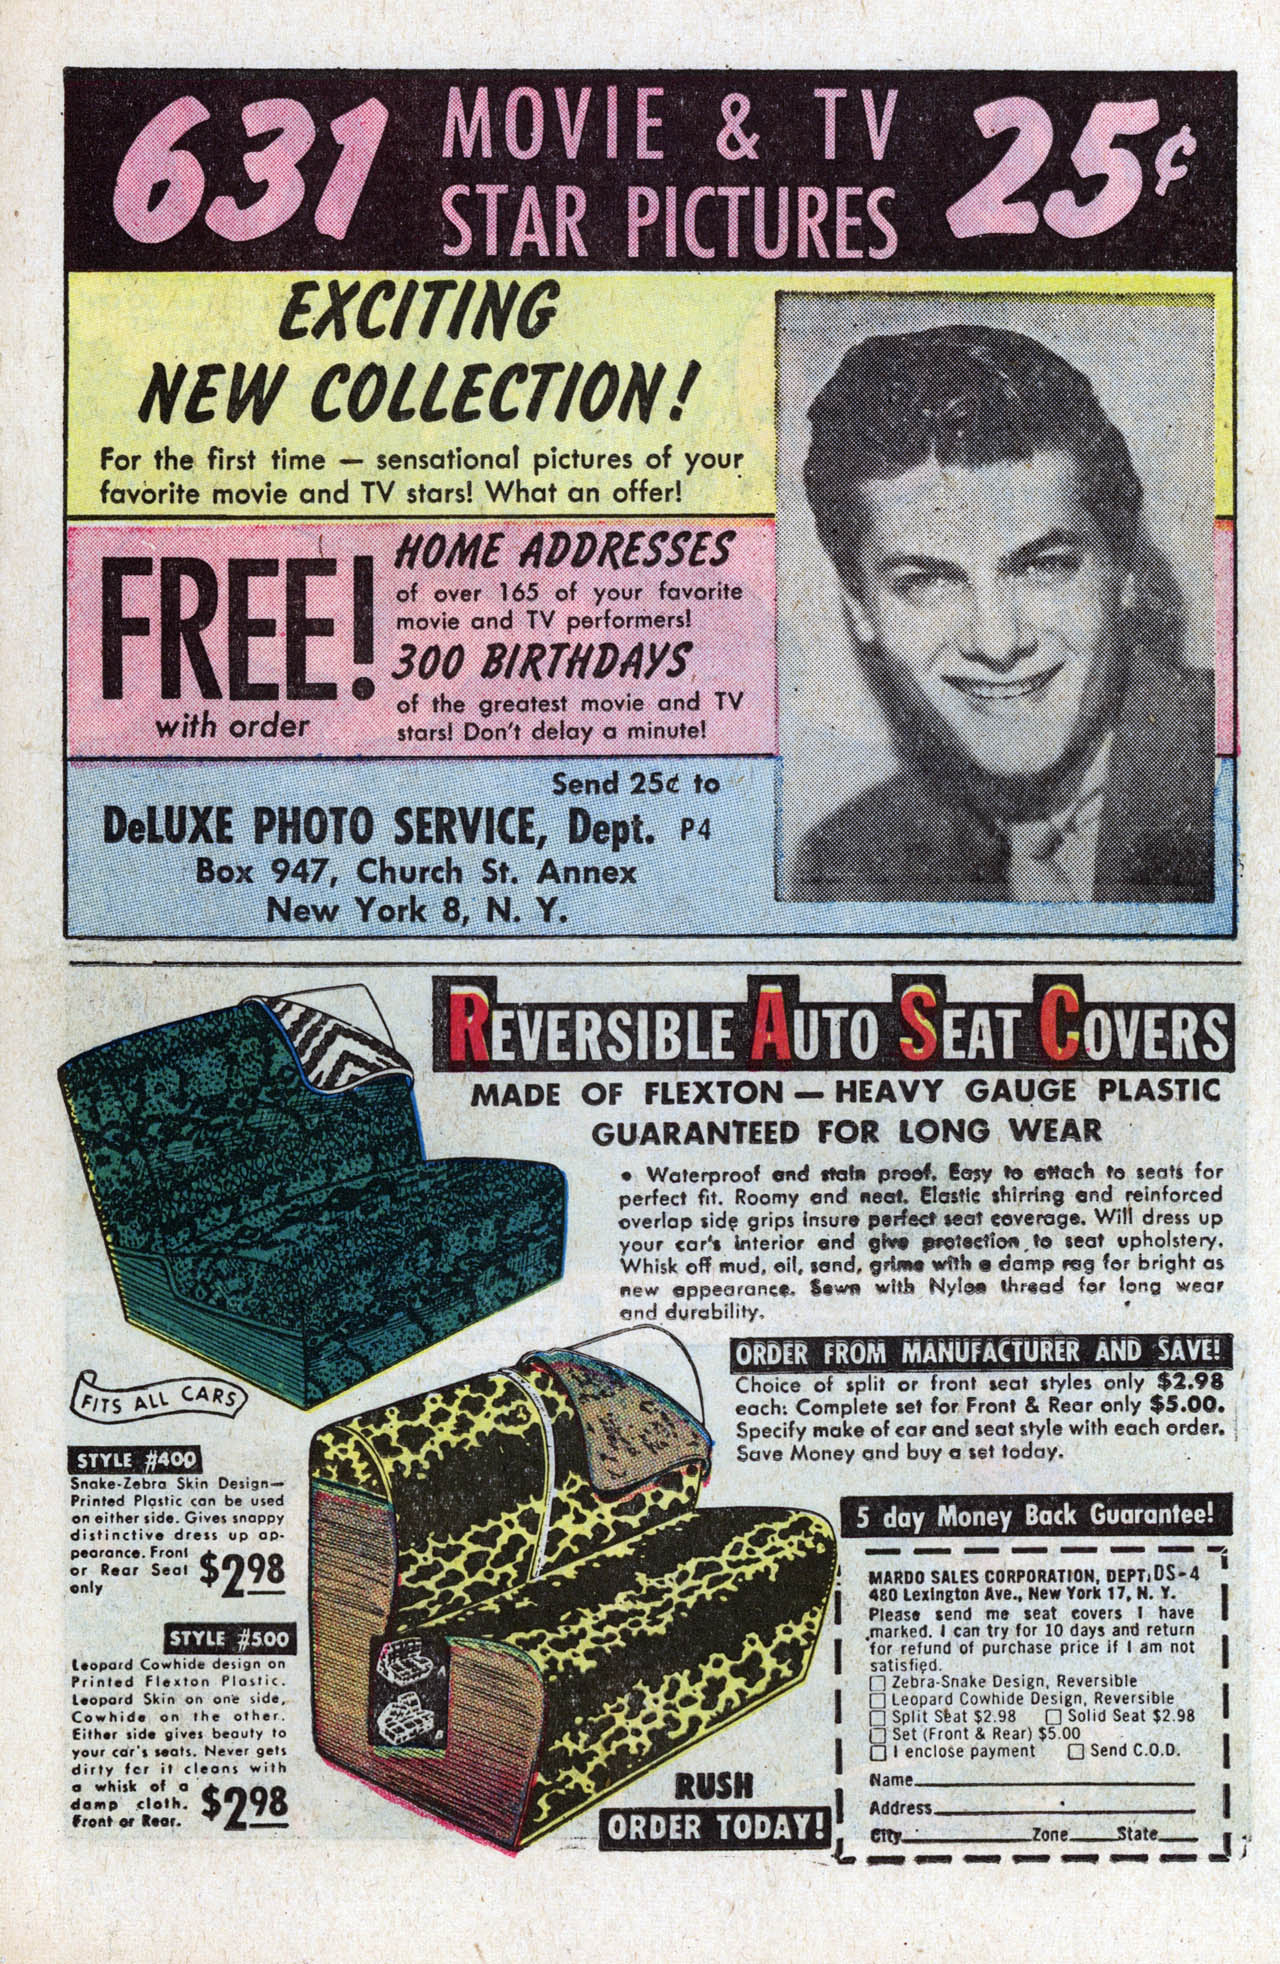 631 MOVIE & TV STAR PICTURES 25¢
EXCITING
NEW COLLECTION!
For the first time — sensational pictures of your
favorite movie and TV stars! What an offer!
FREE!
with order
HOME ADDRESSES
of over 165 of your favorite
movie and TV performers!
300 BIRTHDAYS
of the greatest movie and TV
stars! Don't delay a minute!
Send 25¢ to
DeLUXE PHOTO SERVICE, Dept. P4
Box 947, Church St. Annex
New York 8, N. Y.
REVERSIBLE AUTO SEAT COVERS
MADE OF FLEXTON — HEAVY GAUGE PLASTIC
GUARANTEED FOR LONG WEAR
• Waterproof and stain proof. Easy to attach to seats for
perfect fit. Roomy and neat. Elastic shirring and reinforced
overlap side grips insure perfect seat coverage. Will dress up
your car's interior and give protection to seat upholstery.
Whisk off mud, oil, sand, grime with a damp rag for bright as
new appearance. Sewn with Nylon thread for long wear
and durability.
ORDER FROM MANUFACTURER AND SAVE!
Choice of split or front seat styles only $2.98
each: Complete set for Front & Rear only $5.00.
Specify make of car and seat style with each order.
Save Money and buy a set today.
FITS ALL CARS
STYLE #400
Snake-Zebra Skin Design—
Printed Plastic can be used
on either side. Gives snappy
distinctive dress up ap-
pearance. Front
or Rear Seat
only $2.98
STYLE #500
Leopard Cowhide design on
Printed Flexton Plastic.
Leopard Skin on one side,
Cowhide on the other.
Either side gives beauty to
your car's seats. Never gets
dirty for it cleans with
a whisk of a
damp cloth.
Front or Rear. $2.98
A
B
RUSH
ORDER TODAY!
5 day Money Back Guarantee!
MARDO SALES CORPORATION, DEPT. DS-4
480 Lexington Ave., New York 17, N. Y.
Please send me seat covers I have
marked. I can try for 10 days and return
for refund of purchase price if I am not
satisfied.
☐ Zebra-Snake Design, Reversible
☐ Leopard Cowhide Design, Reversible
☐ Split Seat $2.98 ☐ Solid Seat $2.98
☐ Set (Front & Rear) $5.00
☐ I enclose payment ☐ Send C.O.D.
Name
Address
City Zone State